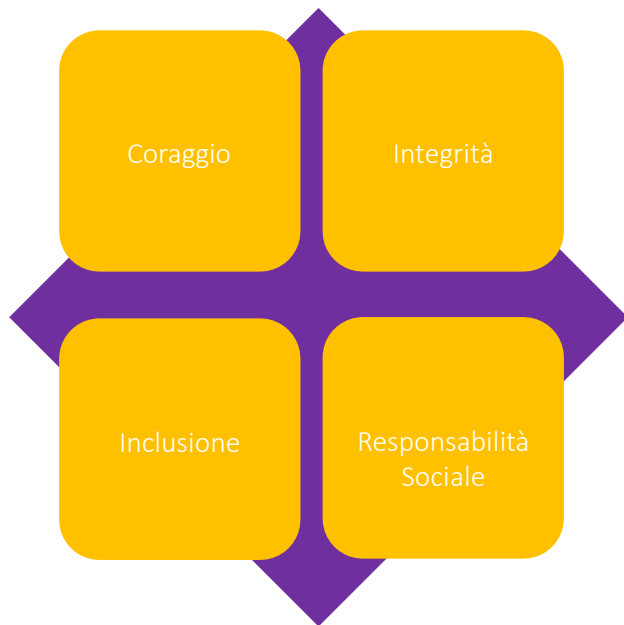 Coraggio
Integrità
Inclusione
Responsabilità
Sociale